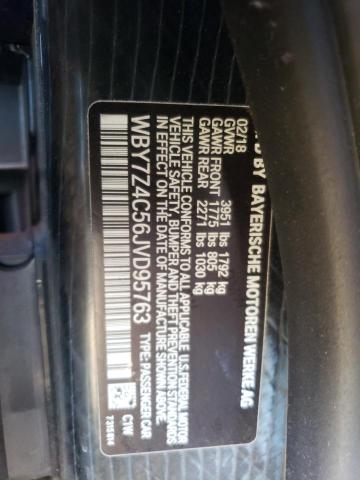 D BY BAYERISCHE MOTOREN WERKE AG
02/18
GVWR 3951 lbs 1792 kg
GAWR FRONT 1775 lbs 805 kg
GAWR REAR 2271 lbs 1030 kg
THIS VEHICLE CONFORMS TO ALL APPLICABLE U.S. FEDERAL MOTOR
VEHICLE SAFETY, BUMPER AND THEFT PREVENTION STANDARDS
IN EFFECT ON THE DATE OF MANUFACTURE SHOWN ABOVE.
WBY7Z4C56JVD95763 TYPE: PASSENGER CAR
C1W